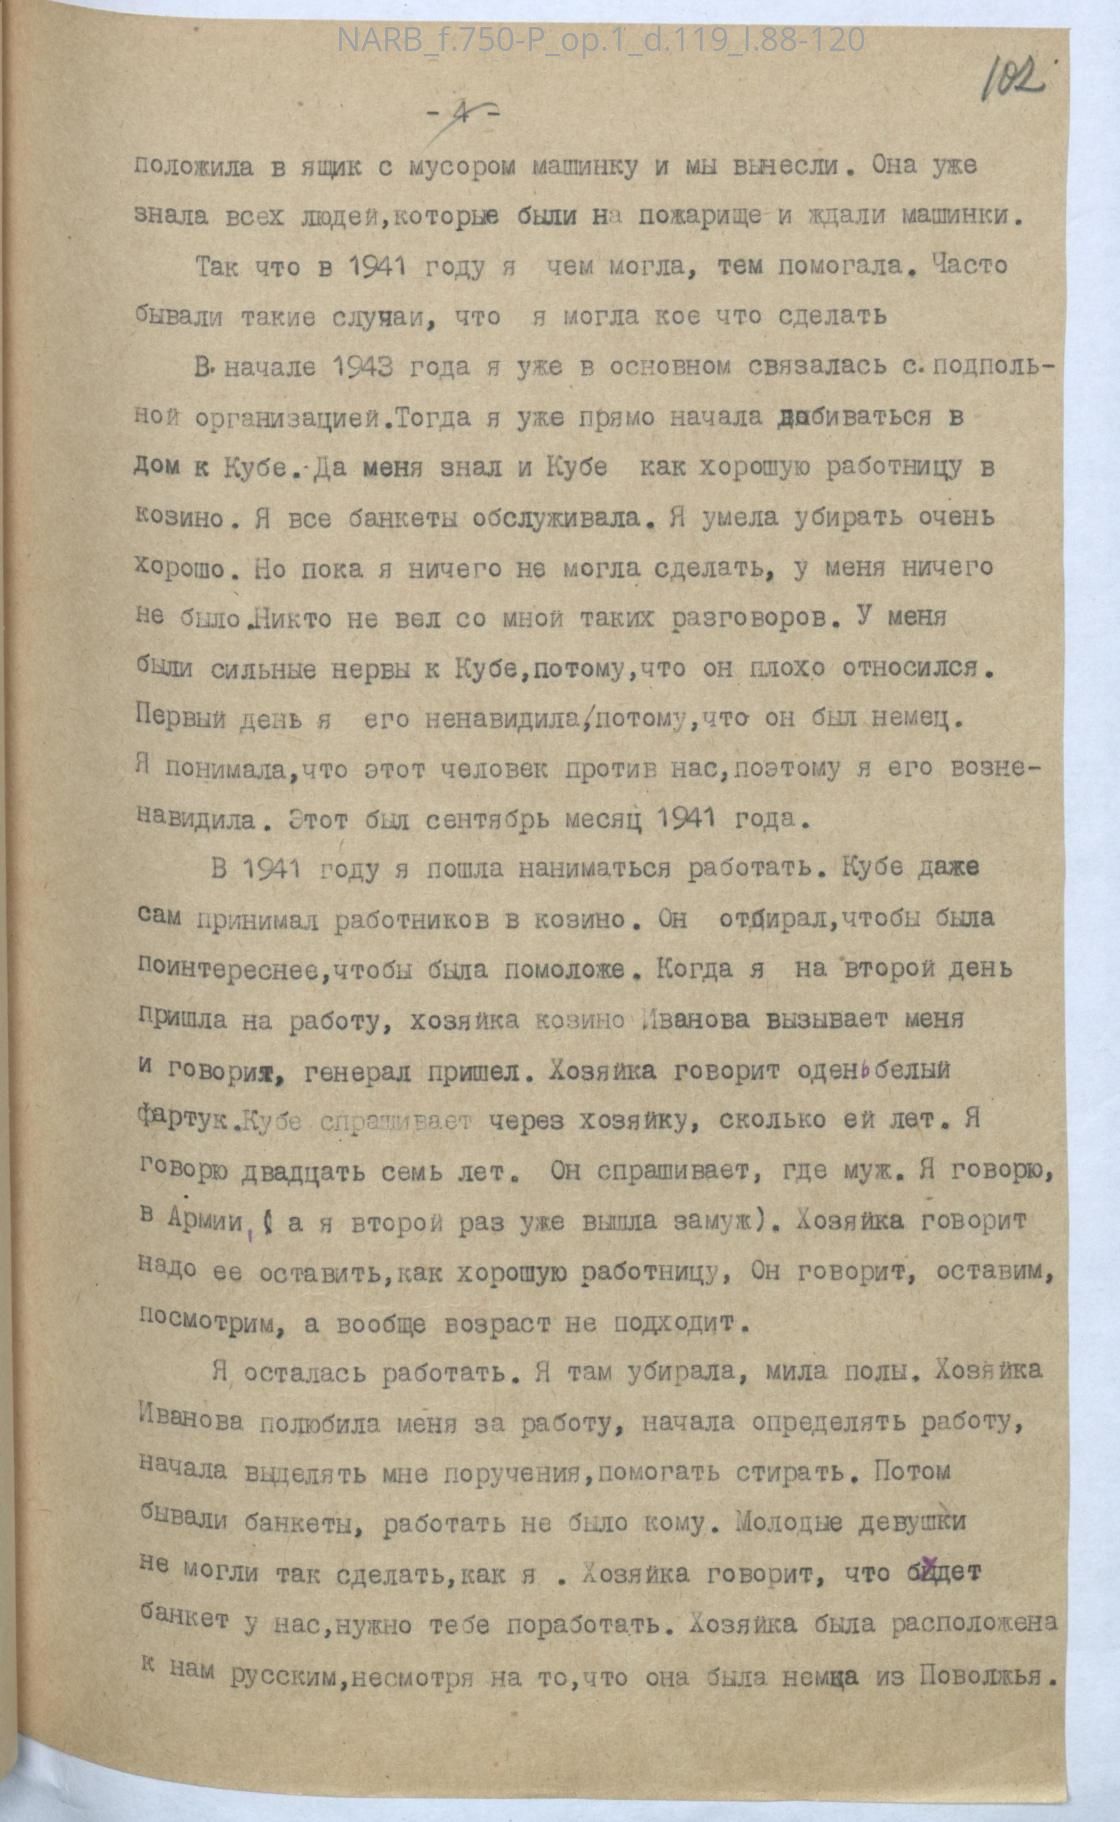 NARB_f.750-P_op.1_d.119_l.88-120
102
- 4 -
положила в ящик с мусором машинку и мы вынесли. Она уже
знала всех людей,которые были на пожарище и ждали машинки.
Так что в 1941 году я чем могла, тем помогала. Часто
бывали такие случаи, что я могла кое что сделать
В начале 1943 года я уже в основном связалась с подполь-
ной организацией.Тогда я уже прямо начала добиваться в
дом к Кубе. Да меня знал и Кубе как хорошую работницу в
козино. Я все банкеты обслуживала. Я умела убирать очень
хорошо. Но пока я ничего не могла сделать, у меня ничего
не было.Никто не вел со мной таких разговоров. У меня
были сильные нервы к Кубе,потому,что он плохо относился.
Первый день я его ненавидила,потому,что он был немец.
Я понимала,что этот человек против нас,поэтому я его возне-
навидила. Этот был сентябрь месяц 1941 года.
В 1941 году я пошла наниматься работать. Кубе даже
сам принимал работников в козино. Он отбирал,чтобы была
поинтереснее,чтобы была помоложе. Когда я на второй день
пришла на работу, хозяйка козино Иванова вызывает меня
и говорит, генерал пришел. Хозяйка говорит одень белый
фартук.Кубе спрашивает через хозяйку, сколько ей лет. Я
говорю двадцать семь лет. Он спрашивает, где муж. Я говорю,
в Армии, ( а я второй раз уже вышла замуж). Хозяйка говорит
надо ее оставить,как хорошую работницу, Он говорит, оставим,
посмотрим, а вообще возраст не подходит.
Я осталась работать. Я там убирала, мила полы. Хозяйка
Иванова полюбила меня за работу, начала определять работу,
начала выделять мне поручения,помогать стирать. Потом
бывали банкеты, работать не было кому. Молодые девушки
не могли так сделать,как я . Хозяйка говорит, что будет
банкет у нас,нужно тебе поработать. Хозяйка была расположена
к нам русским,несмотря на то,что она была немца из Поволжья.